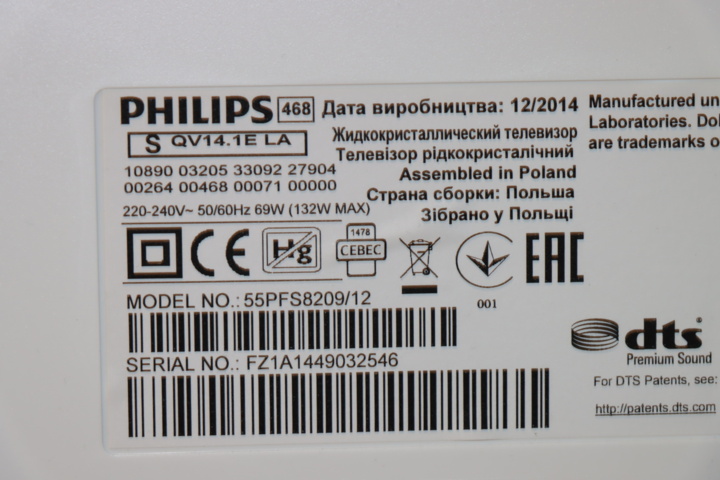 PHILIPS 468 Дата виробництва: 12/2014
S QV14.1E LA
Жидкокристаллический телевизор
Телевізор рідкокристалічний
10890 03205 33092 27904
00264 00468 00071 00000
Assembled in Poland
Страна сборки: Польша
220-240V~ 50/60Hz 69W (132W MAX)
Зібрано у Польщі
Manufactured un
Laboratories. Dol
are trademarks o
CE Hg 1478 CEBEC EAC
001
MODEL NO.: 55PFS8209/12
SERIAL NO.: FZ1A1449032546
dts
Premium Sound
For DTS Patents, see:
http://patents.dts.com